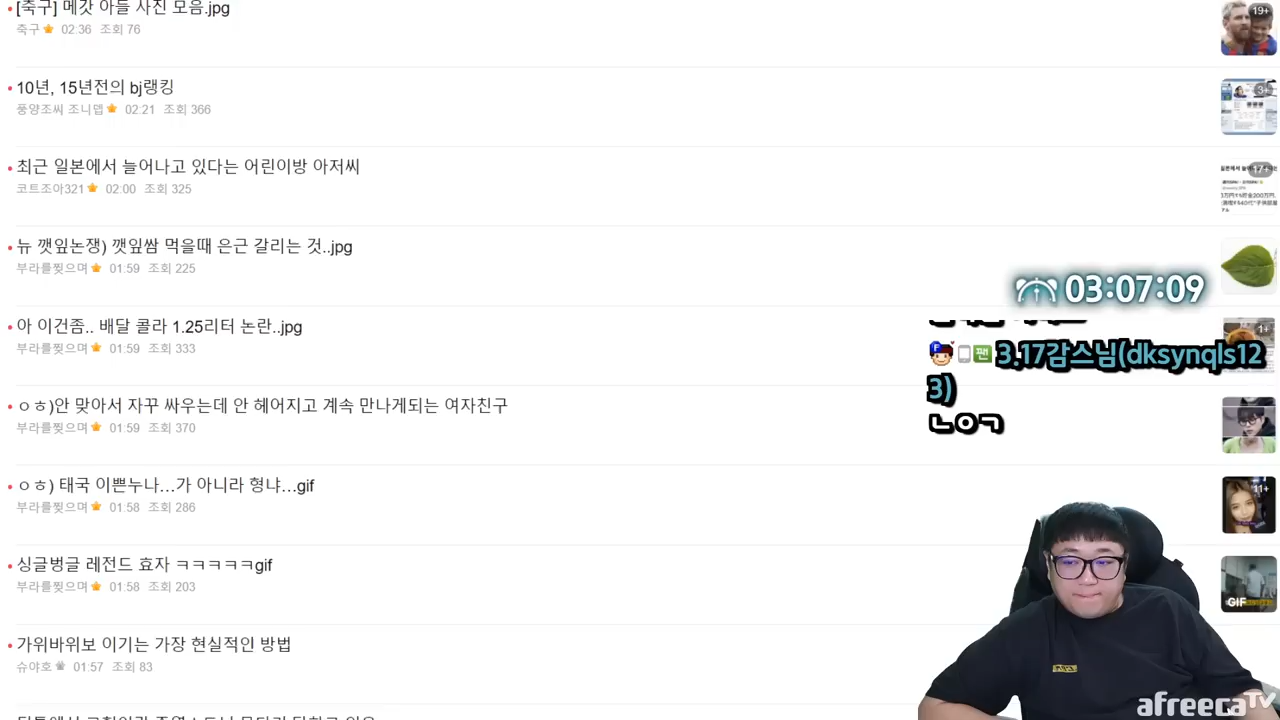 [축구] 메갓 아들 사진 모음.jpg
축구 02:36 조회 76
19+
10년, 15년전의 bj랭킹
풍양조씨 조니뎁 02:21 조회 366
3+
최근 일본에서 늘어나고 있다는 어린이방 아저씨
코트조아321 02:00 조회 325
17+
뉴 깻잎논쟁) 깻잎쌈 먹을때 은근 갈리는 것..jpg
부라를찢으며 01:59 조회 225
03:07:09
아 이건좀.. 배달 콜라 1.25리터 논란..jpg
부라를찢으며 01:59 조회 333
1+
F 팬 3.17감스님(dksynqls12
3)
ㄴㅇㄱ
ㅇㅎ)안 맞아서 자꾸 싸우는데 안 헤어지고 계속 만나게되는 여자친구
부라를찢으며 01:59 조회 370
ㅇㅎ) 태국 이쁜누나...가 아니라 형냐...gif
부라를찢으며 01:58 조회 286
11+
싱글벙글 레전드 효자 ㅋㅋㅋㅋㅋgif
부라를찢으며 01:58 조회 203
GIF
가위바위보 이기는 가장 현실적인 방법
슈야호 01:57 조회 83
afreecaTV